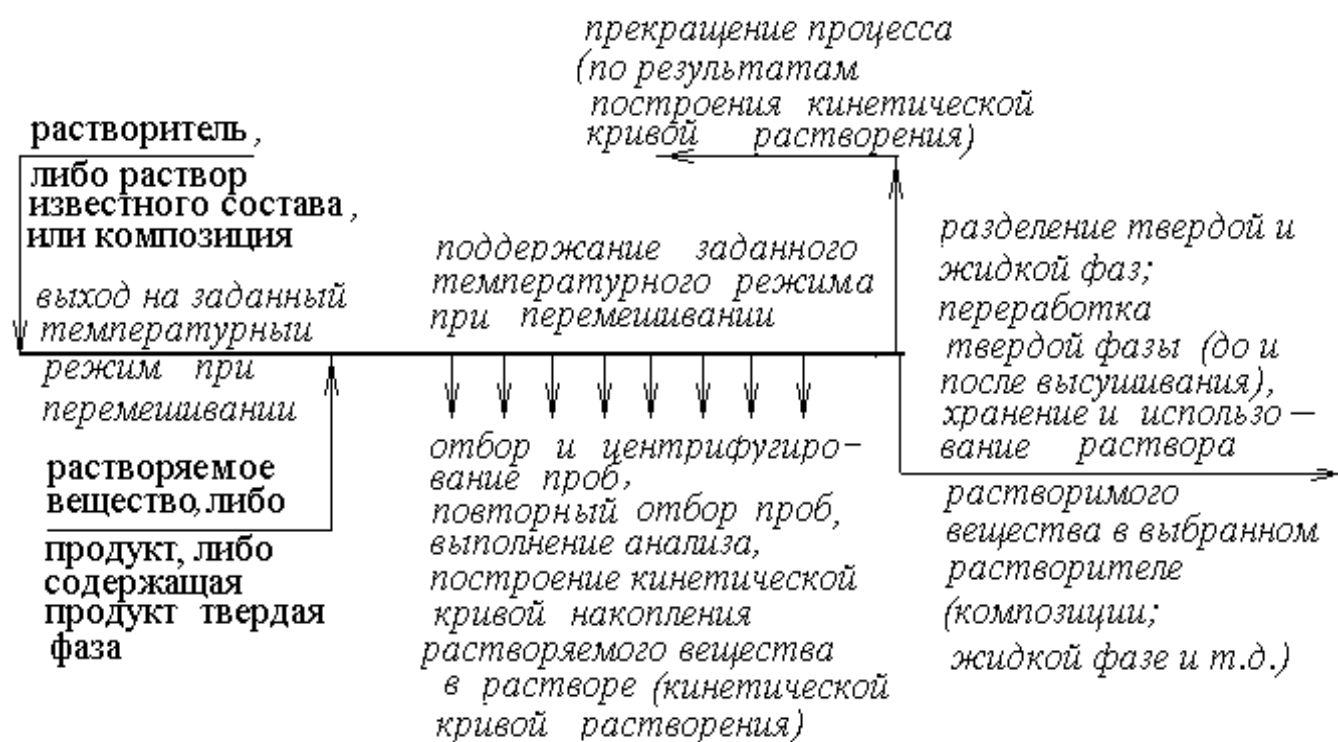 прекращение процесса
(по результатам
построения кинетической
кривой растворения)
растворитель,
либо раствор
известного состава,
или композиция
выход на заданный
температурный
режим при
перемешивании
растворяемое
вещество, либо
продукт, либо
содержащая
продукт твердая
фаза
поддержание заданного
температурного режима
при перемешивании
отбор и центрифугиро-
вание проб,
повторный отбор проб,
выполнение анализа,
построение кинетической
кривой накопления
растворяемого вещества
в растворе (кинетической
кривой растворения)
разделение твердой и
жидкой фаз;
переработка
твердой фазы (до и
после высушивания),
хранение и использо-
вание раствора
растворимого
вещества в выбранном
растворителе
(композиции;
жидкой фазе и т.д.)